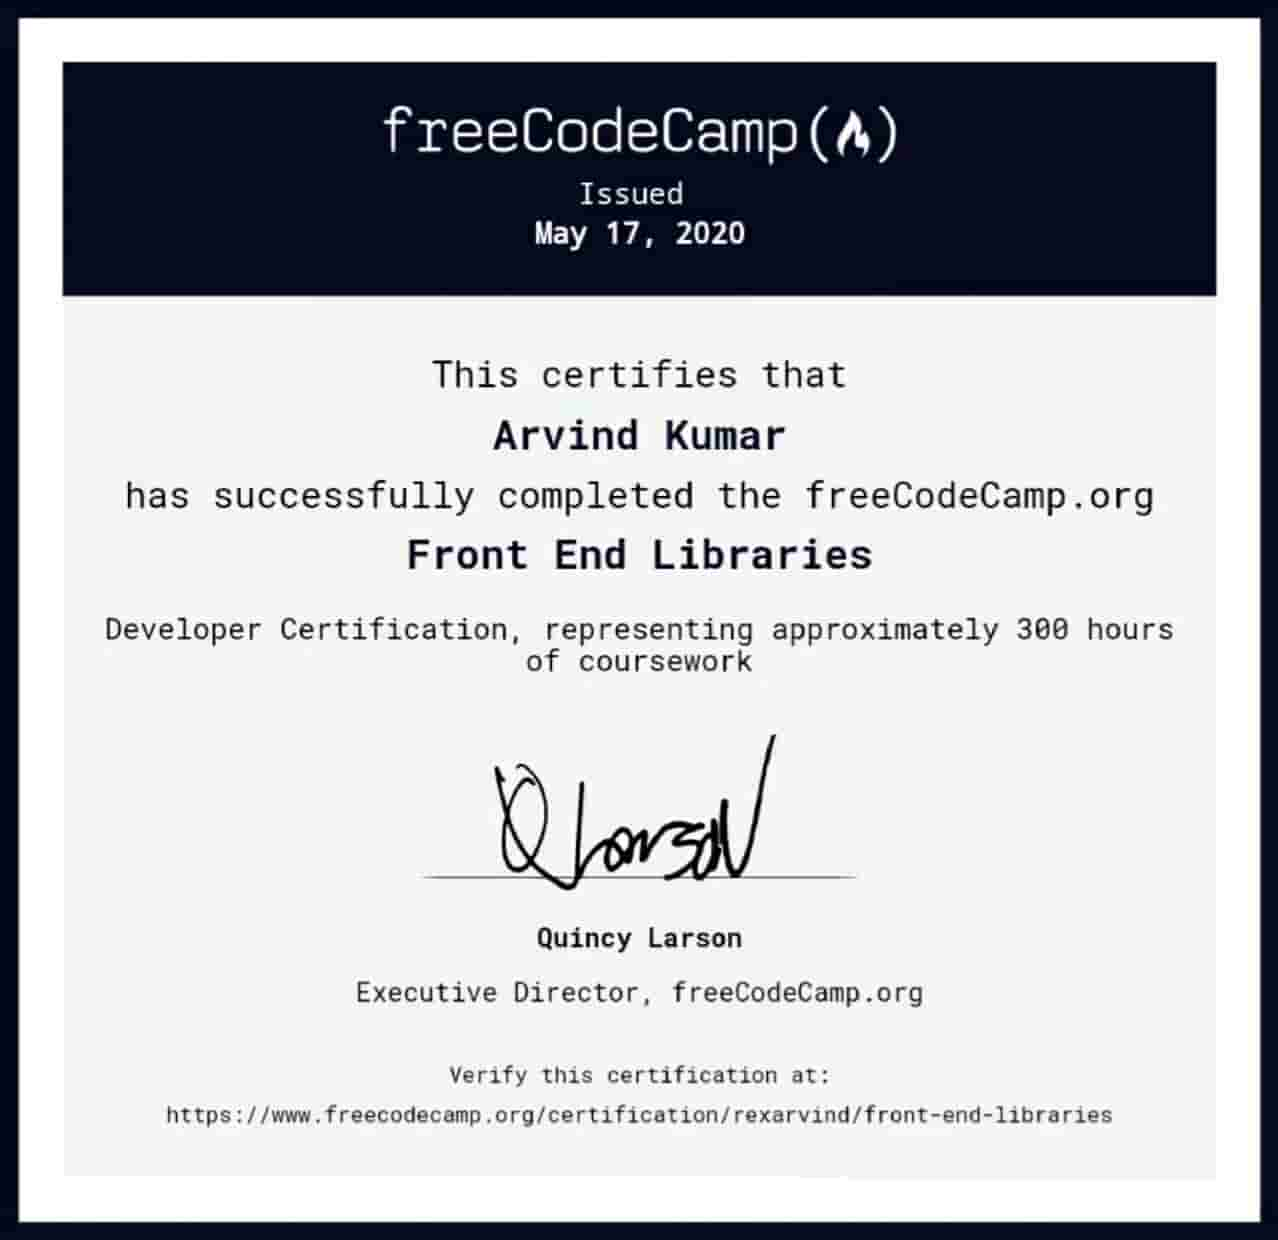 freeCodeCamp(🔥)
Issued
May 17, 2020
This certifies that
Arvind Kumar
has successfully completed the freeCodeCamp.org
Front End Libraries
Developer Certification, representing approximately 300 hours
of coursework
QLarson
Quincy Larson
Executive Director, freeCodeCamp.org
Verify this certification at:
https://www.freecodecamp.org/certification/rexarvind/front-end-libraries